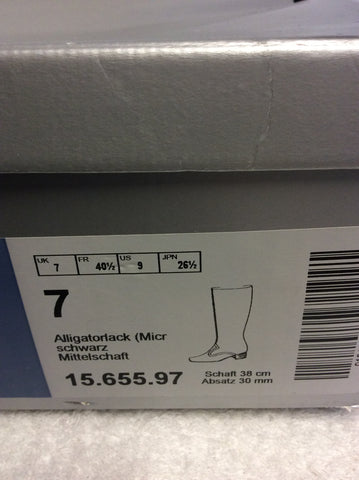 UK 7 FR 40½ US 9 JPN 26½
7
Alligatorlack (Micr
schwarz
Mittelschaft
15.655.97
Schaft 38 cm
Absatz 30 mm